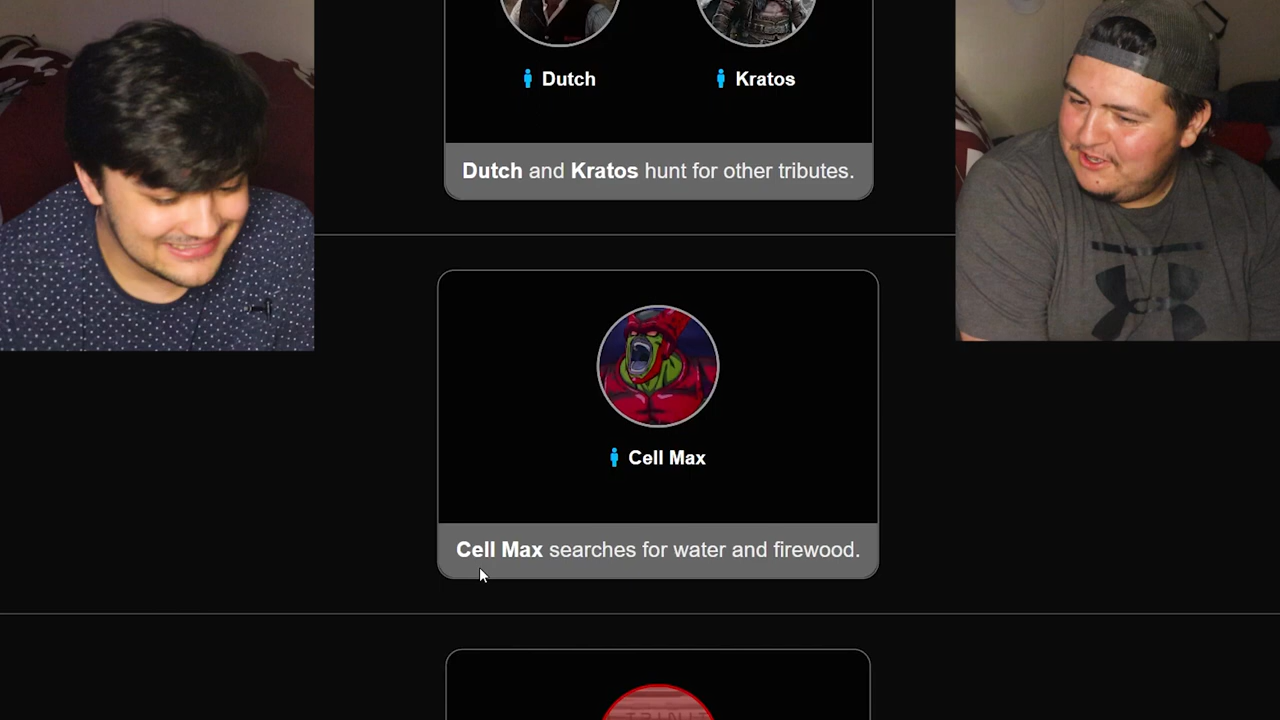 Dutch
Kratos
Dutch and Kratos hunt for other tributes.
Cell Max
Cell Max searches for water and firewood.